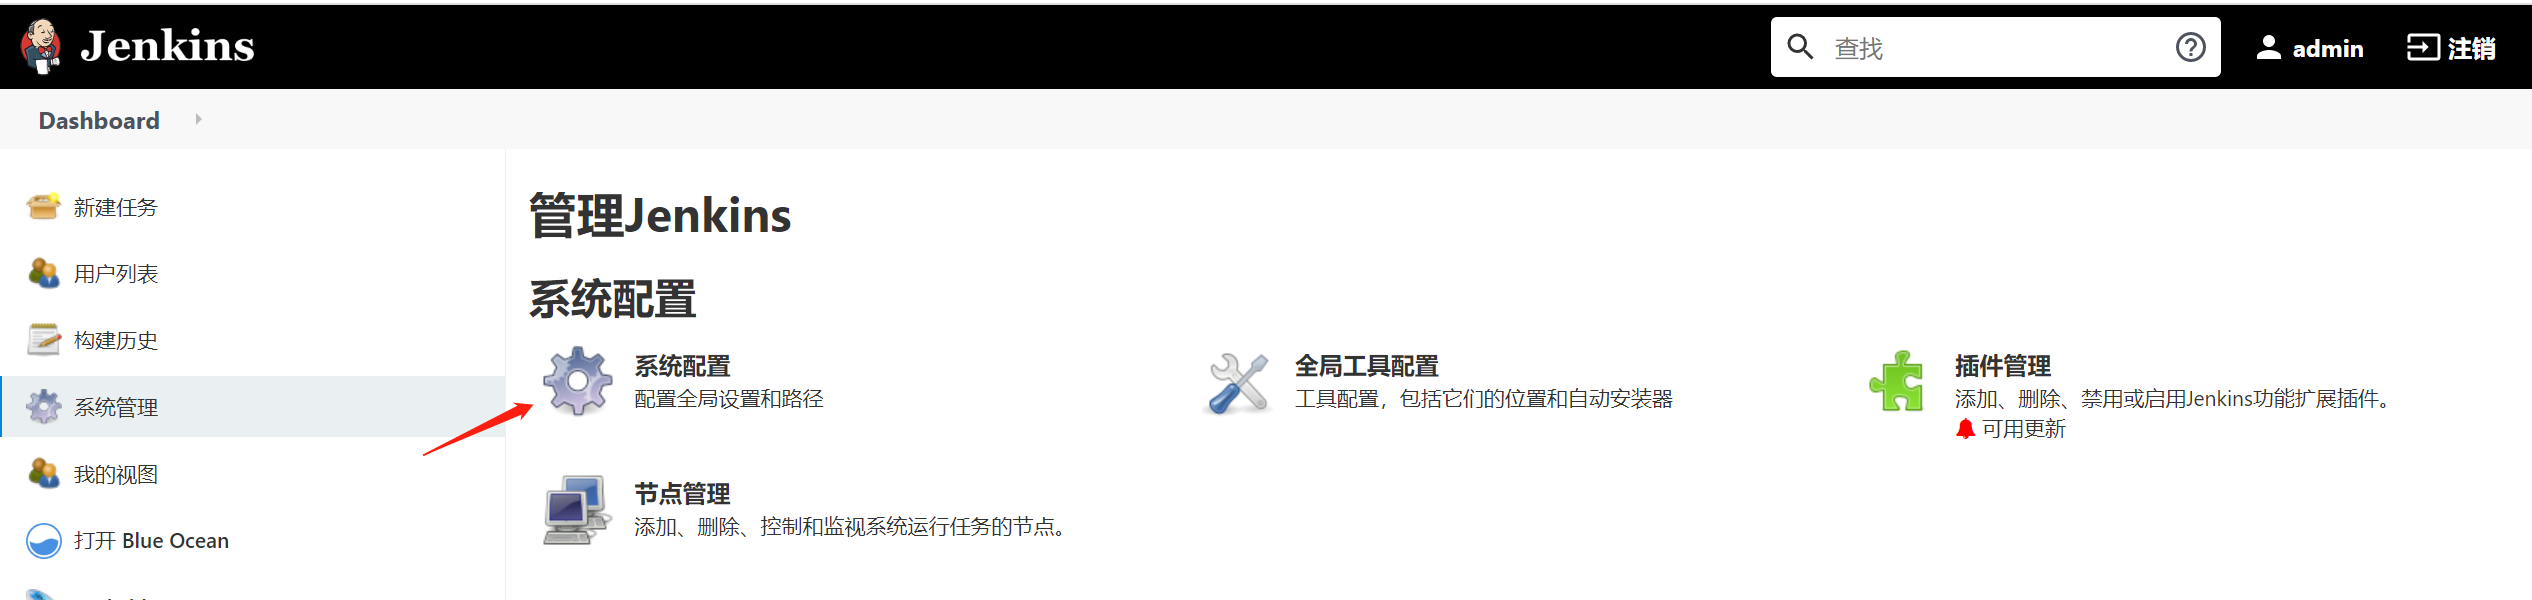 Jenkins
查找
admin
注销
Dashboard
新建任务
用户列表
构建历史
系统管理
我的视图
打开 Blue Ocean
管理Jenkins
系统配置
系统配置
配置全局设置和路径
全局工具配置
工具配置，包括它们的位置和自动安装器
插件管理
添加、删除、禁用或启用Jenkins功能扩展插件。
可用更新
节点管理
添加、删除、控制和监视系统运行任务的节点。